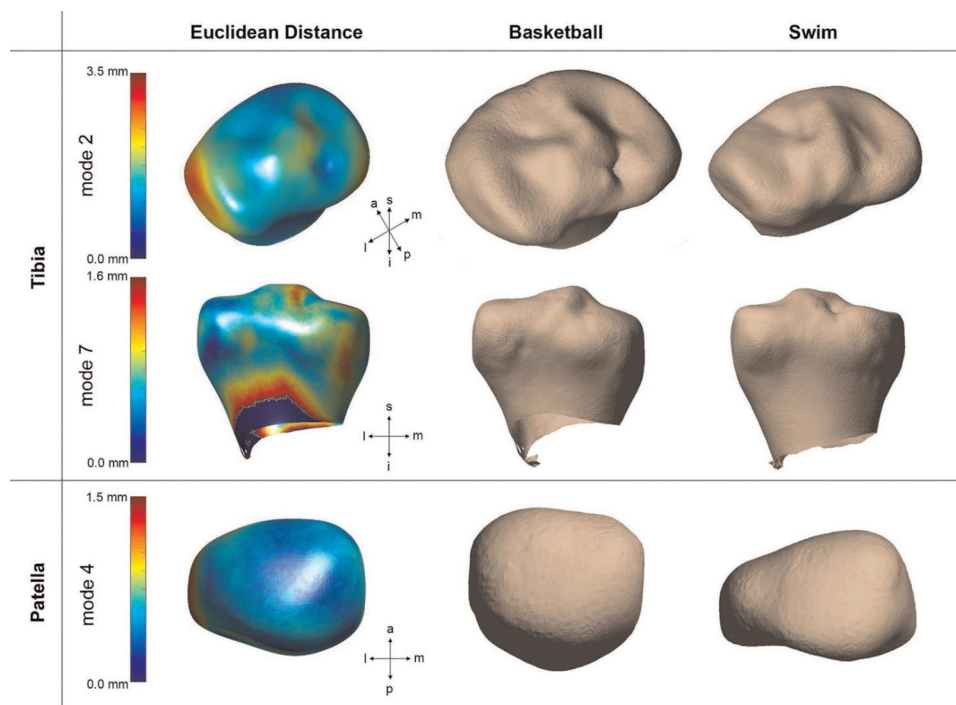 Euclidean Distance Basketball Swim
Tibia
mode 2
3.5 mm
0.0 mm
a s m
l i p
mode 7
1.6 mm
0.0 mm
s
l m
i
Patella
mode 4
1.5 mm
0.0 mm
a
l m
p